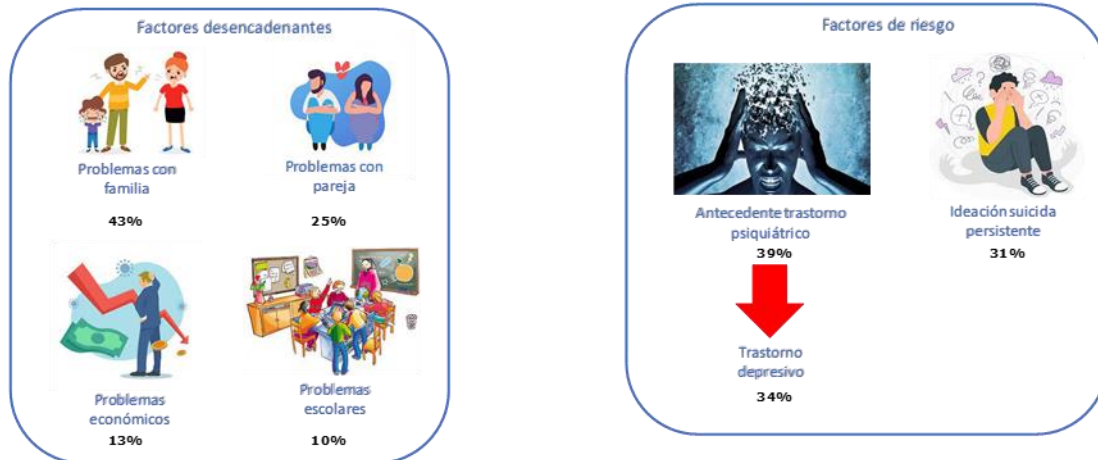 Factores desencadenantes
Problemas con
familia
43%
Problemas con
pareja
25%
Problemas
económicos
13%
Problemas
escolares
10%
Factores de riesgo
Antecedente trastorno
psiquiátrico
39%
Ideación suicida
persistente
31%
Trastorno
depresivo
34%